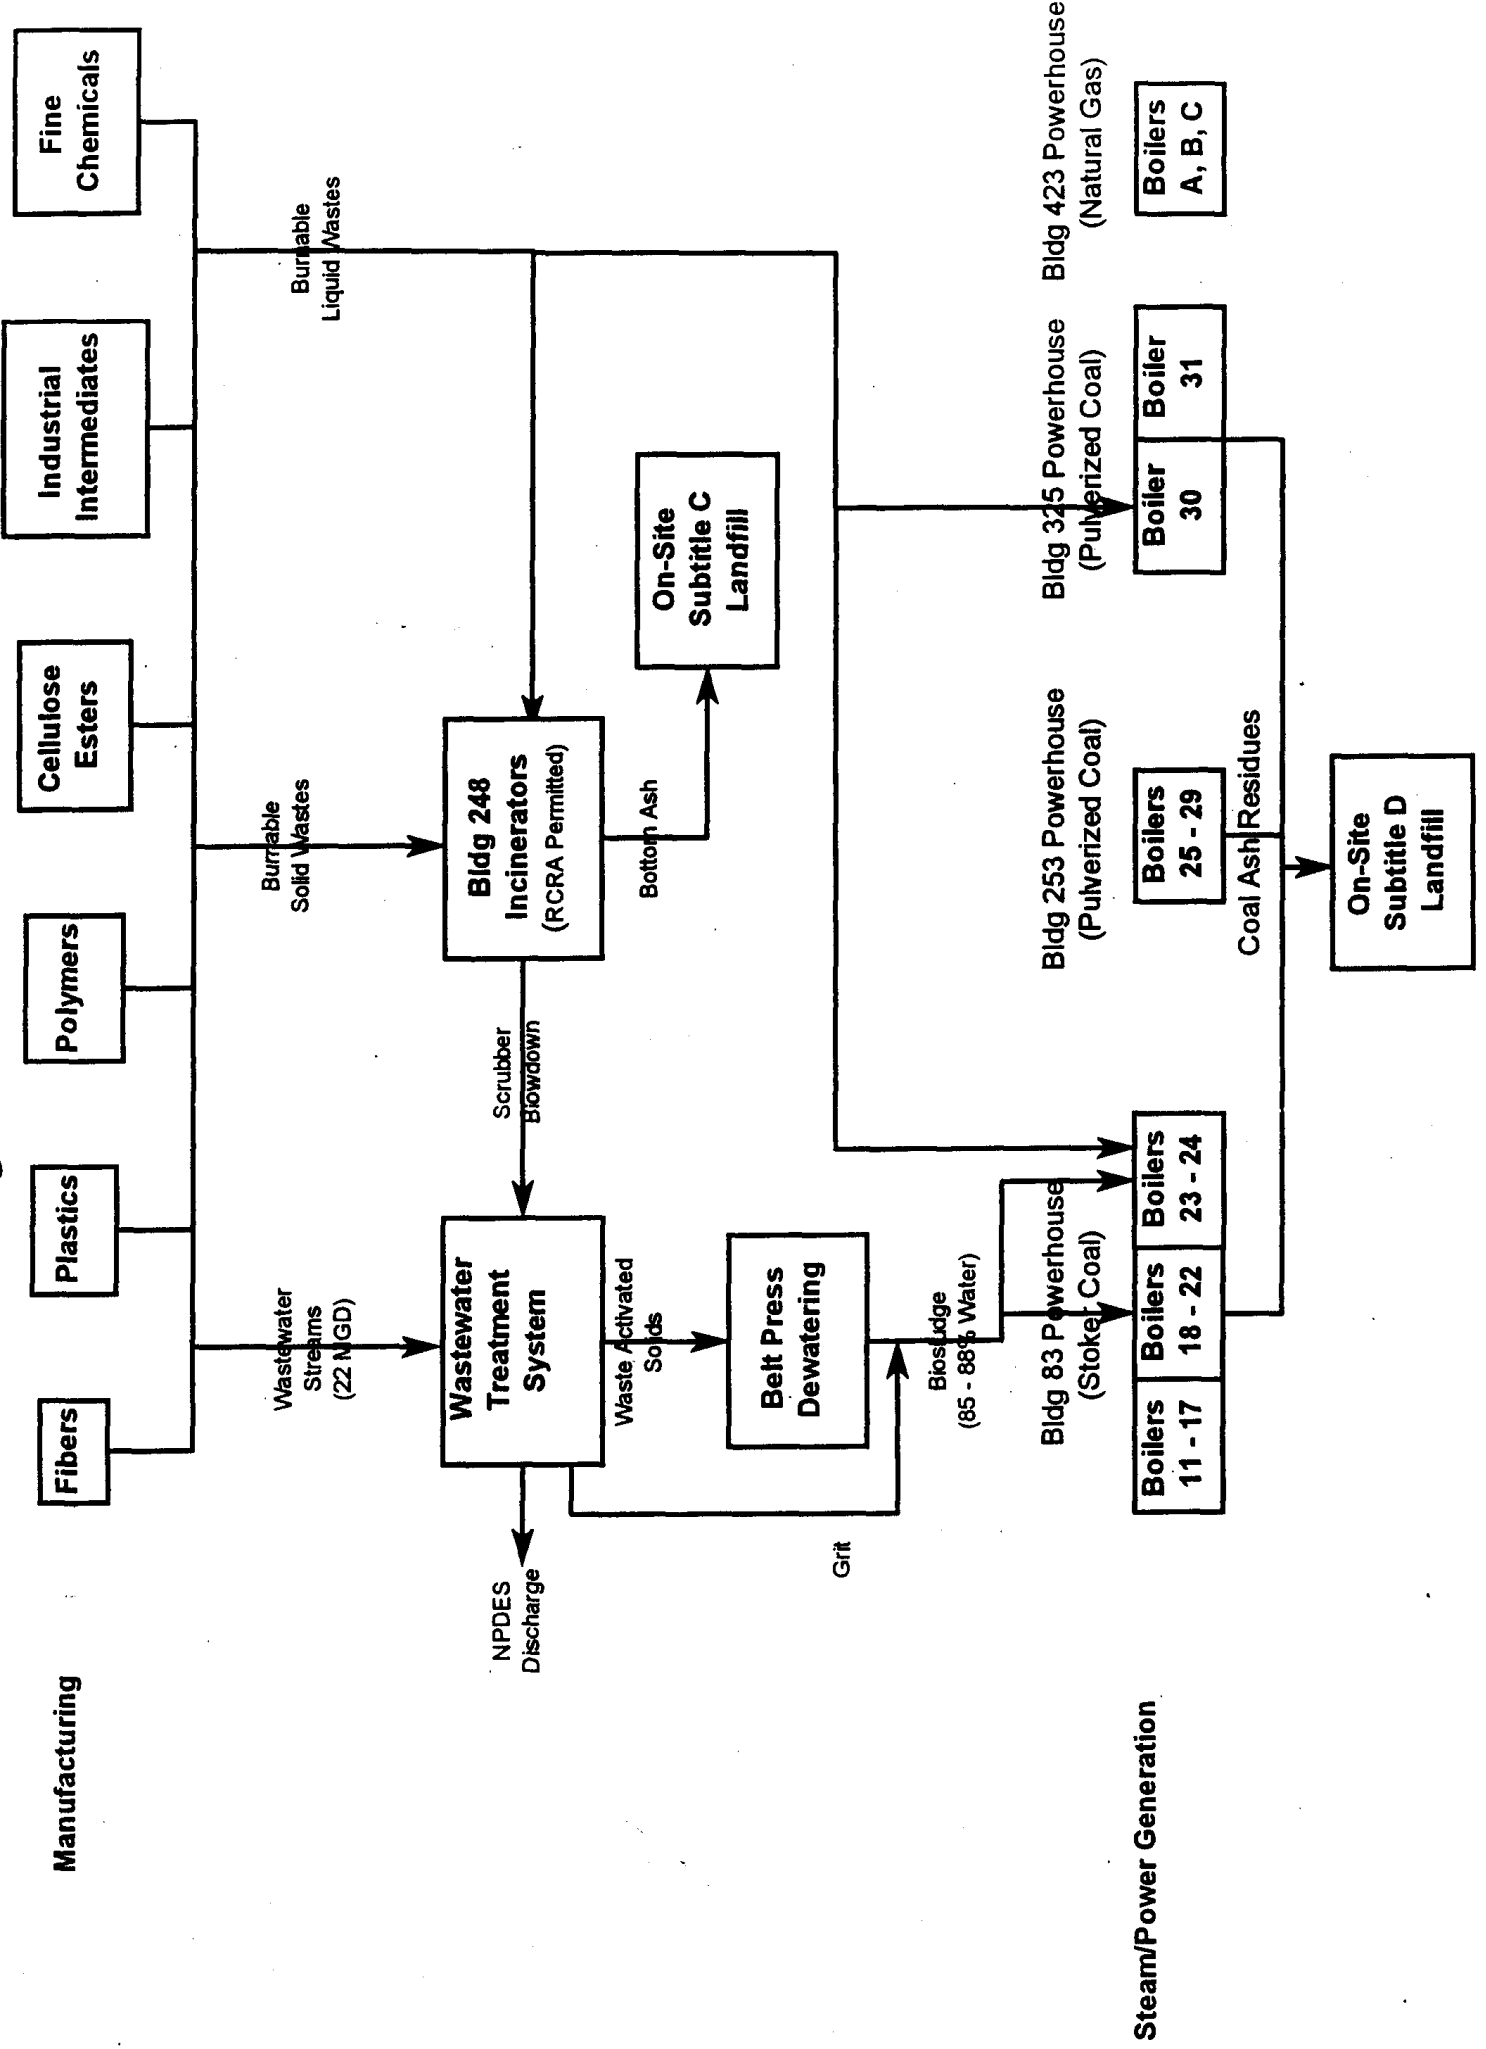 Manufacturing
Fibers
Plastics
Polymers
Cellulose
Esters
Industrial
Intermediates
Fine
Chemicals
Wastewater
Streams
(22 MGD)
Burnable
Solid Wastes
Burnable
Liquid Wastes
NPDES
Discharge
Wastewater
Treatment
System
Scrubber
Blowdown
Bldg 248
Incinerators
(RCRA Permitted)
Waste Activated
Solids
Bottom Ash
On-Site
Subtitle C
Landfill
Belt Press
Dewatering
Grit
Biosludge
(85 - 88% Water)
Bldg 83 Powerhouse
(Stoker Coal)
Bldg 253 Powerhouse
(Pulverized Coal)
Bldg 325 Powerhouse
(Pulverized Coal)
Bldg 423 Powerhouse
(Natural Gas)
Steam/Power Generation
Boilers
11 - 17
Boilers
18 - 22
Boilers
23 - 24
Boilers
25 - 29
Boiler
30
Boiler
31
Boilers
A, B, C
Coal Ash Residues
On-Site
Subtitle D
Landfill